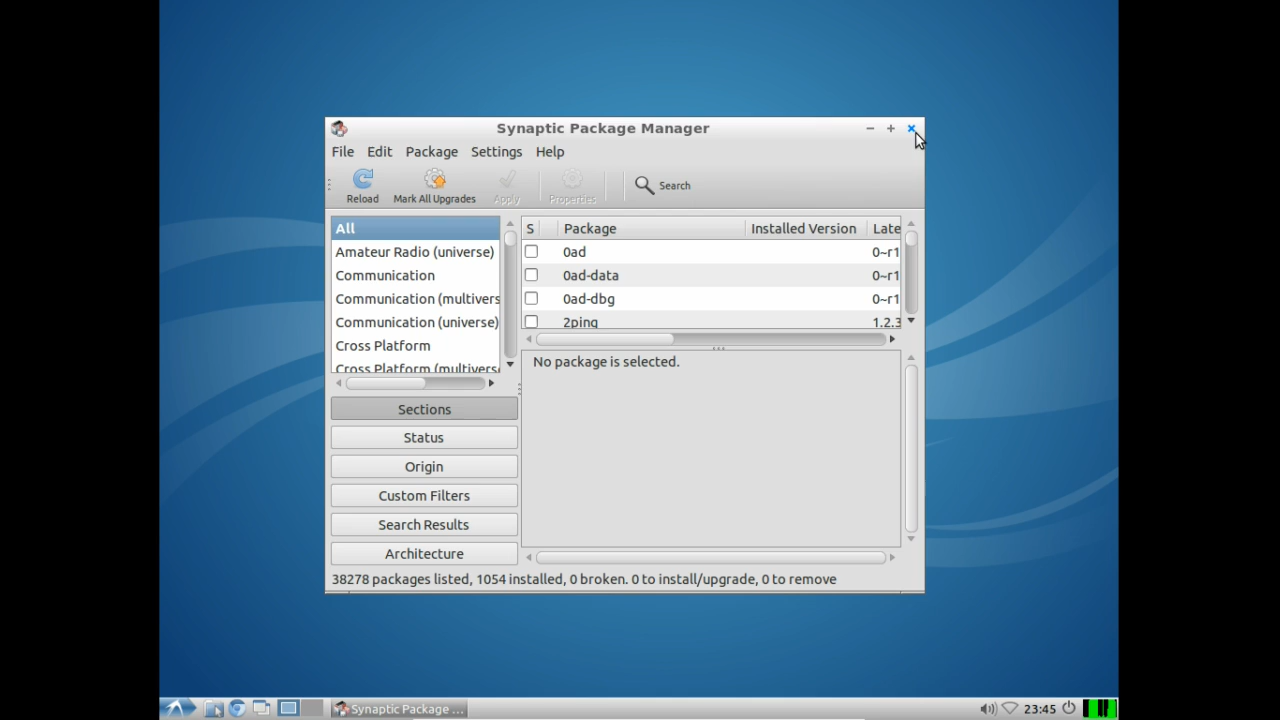 Synaptic Package Manager
File Edit Package Settings Help
Reload Mark All Upgrades Apply Properties Search
All
Amateur Radio (universe)
Communication
Communication (multivers
Communication (universe)
Cross Platform
Cross Platform (multivers
S Package Installed Version Late
0ad 0~r1
0ad-data 0~r1
0ad-dbg 0~r1
2ping 1.2.3
No package is selected.
Sections
Status
Origin
Custom Filters
Search Results
Architecture
38278 packages listed, 1054 installed, 0 broken. 0 to install/upgrade, 0 to remove
Synaptic Package ... 23:45